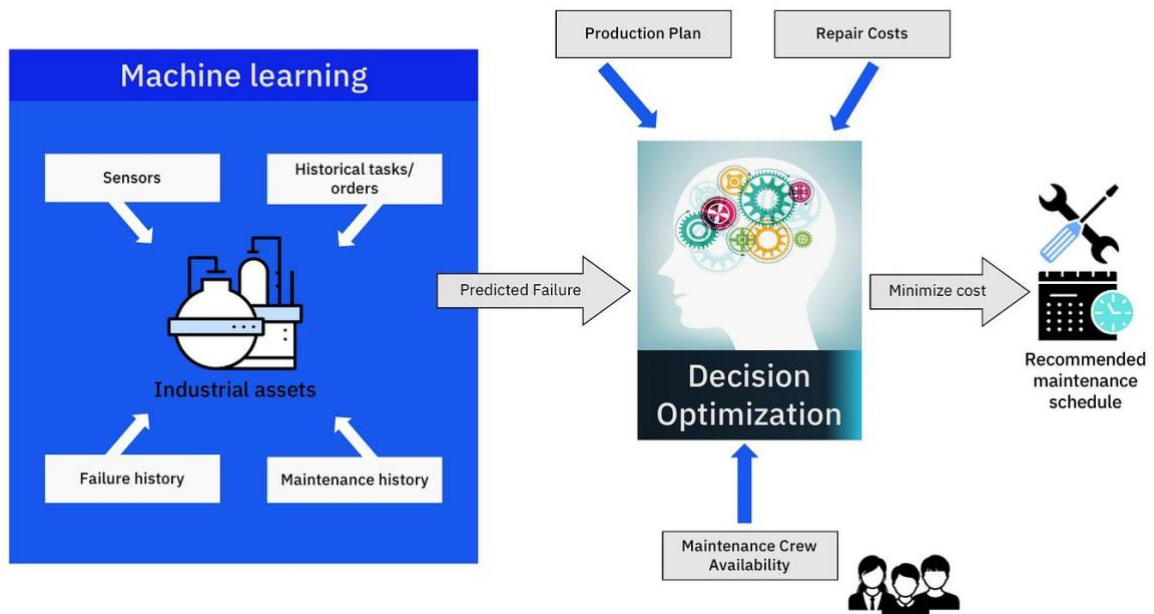 Machine learning
Sensors
Historical tasks/
orders
Industrial assets
Failure history
Maintenance history
Predicted Failure
Production Plan
Repair Costs
Decision
Optimization
Maintenance Crew
Availability
Minimize cost
Recommended
maintenance
schedule